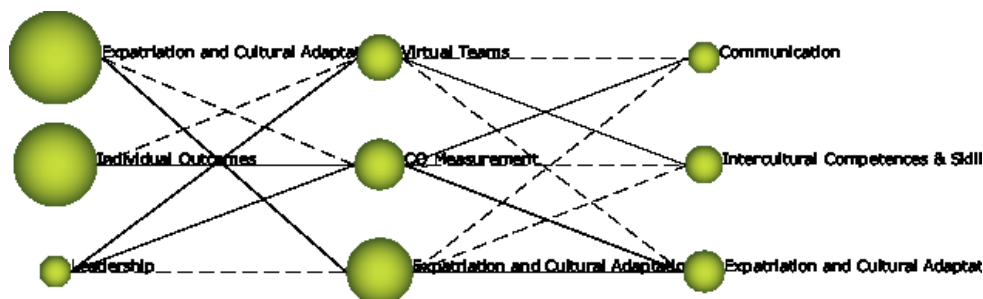 Expatriation and Cultural Adaptat
Virtual Teams
Communication
Individual Outcomes
CQ Measurement
Intercultural Competences & Skill
Leadership
Expatriation and Cultural Adaptatio
Expatriation and Cultural Adaptat